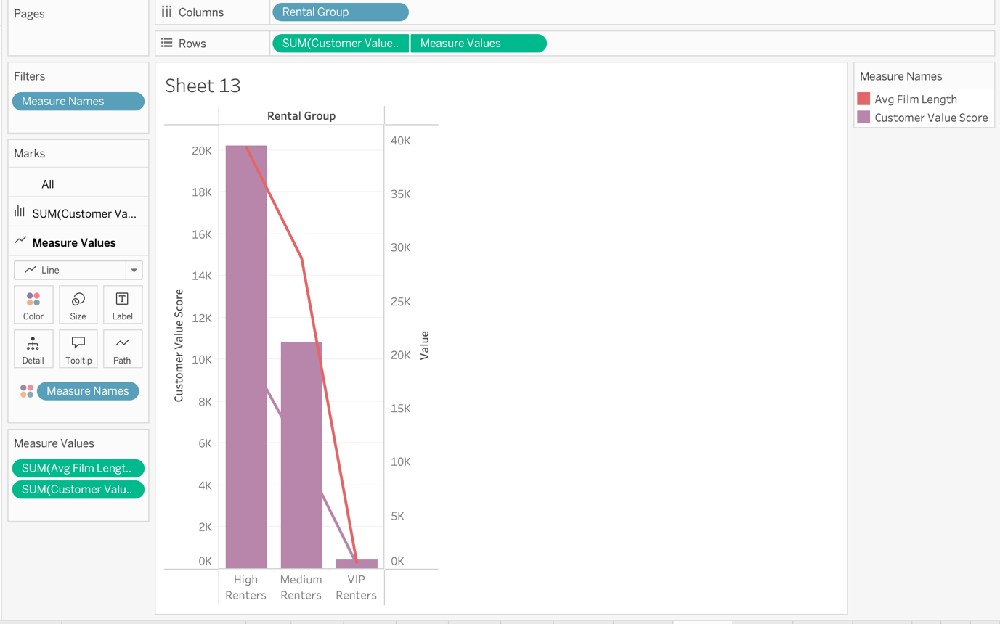 Pages
Columns
Rental Group
Rows
SUM(Customer Value..
Measure Values
Filters
Measure Names
Marks
All
SUM(Customer Va...
Measure Values
Line
Color
Size
Label
Detail
Tooltip
Path
Measure Names
Measure Values
SUM(Avg Film Lengt..
SUM(Customer Valu..
Sheet 13
Rental Group
Customer Value Score
20K
18K
16K
14K
12K
10K
8K
6K
4K
2K
0K
40K
35K
30K
25K
20K
15K
10K
5K
0K
Value
High
Renters
Medium
Renters
VIP
Renters
Measure Names
Avg Film Length
Customer Value Score